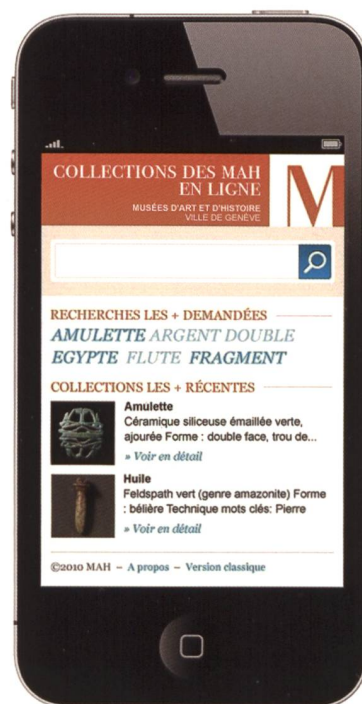 COLLECTIONS DES MAH
EN LIGNE
MUSÉES D'ART ET D'HISTOIRE
VILLE DE GENÈVE
M
RECHERCHES LES + DEMANDÉES
AMULETTE ARGENT DOUBLE
EGYPTE FLUTE FRAGMENT
COLLECTIONS LES + RÉCENTES
Amulette
Céramique siliceuse émaillée verte,
ajourée Forme : double face, trou de...
» Voir en détail
Huile
Feldspath vert (genre amazonite) Forme
: bélière Technique mots clés: Pierre
» Voir en détail
©2010 MAH – A propos – Version classique